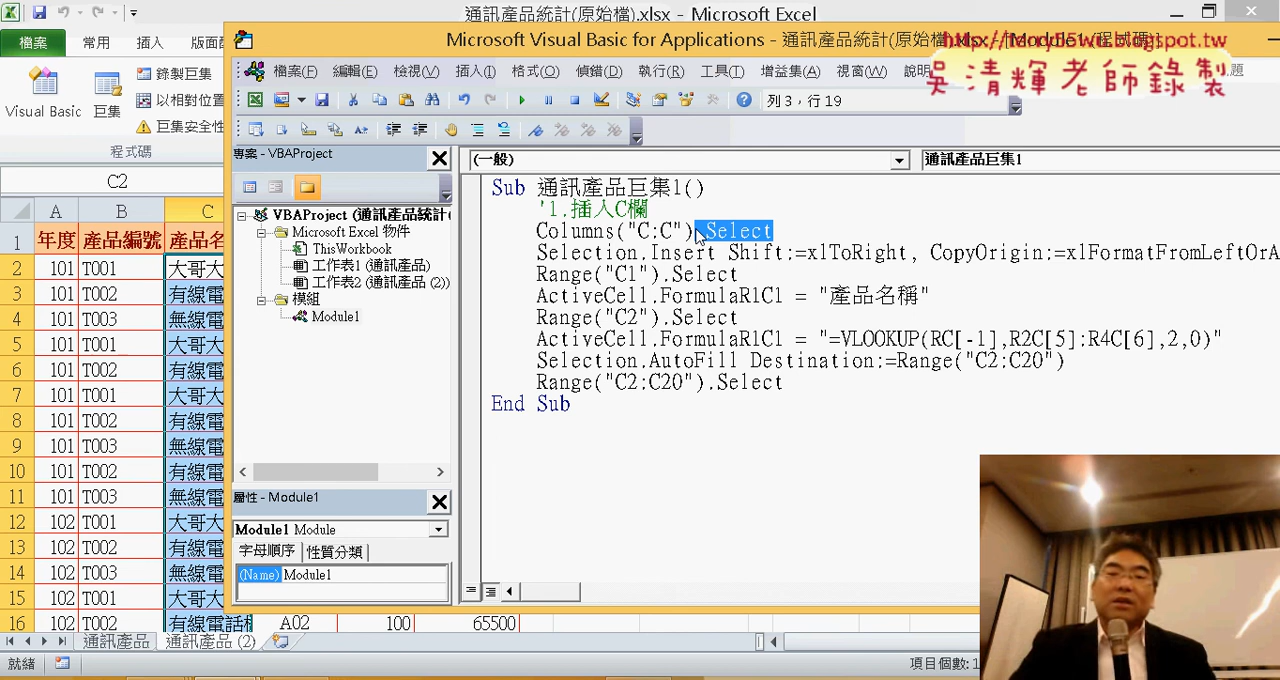 通訊產品統計(原始檔).xlsx - Microsoft Excel
檔案 常用 插入 版面
Visual Basic 巨集 錄製巨集
以相對位置
巨集安全性
程式碼
C2
A B C
1 年度 產品編號 產品名
2 101 T001 大哥大
3 101 T002 有線電
4 101 T003 無線電
5 101 T001 大哥大
6 101 T002 有線電
7 101 T001 大哥大
8 101 T002 有線電
9 101 T003 無線電
10 101 T002 有線電
11 101 T003 無線電
12 102 T001 大哥大
13 102 T002 有線電
14 102 T003 無線電
15 102 T001 大哥大
16 102 T002 有線電話機 A02 100 65500
通訊產品 通訊產品 (2)
就緒 項目個數:1
Microsoft Visual Basic for Applications - 通訊產品統計(原始檔).xlsx - [Module1 (程式碼)]
http://terry55wu.blogspot.tw
吳清輝老師錄製
檔案(F) 編輯(E) 檢視(V) 插入(I) 格式(O) 偵錯(D) 執行(R) 工具(T) 增益集(A) 視窗(W) 說明
列 3，行 19
專案 - VBAProject
VBAProject (通訊產品統計(
Microsoft Excel 物件
ThisWorkbook
工作表1 (通訊產品)
工作表2 (通訊產品 (2))
模組
Module1
屬性 - Module1
Module1 Module
字母順序 性質分類
(Name) Module1
(一般) 通訊產品巨集1
Sub 通訊產品巨集1()
'1.插入C欄
Columns("C:C").Select
Selection.Insert Shift:=xlToRight, CopyOrigin:=xlFormatFromLeftOrA
Range("C1").Select
ActiveCell.FormulaR1C1 = "產品名稱"
Range("C2").Select
ActiveCell.FormulaR1C1 = "=VLOOKUP(RC[-1],R2C[5]:R4C[6],2,0)"
Selection.AutoFill Destination:=Range("C2:C20")
Range("C2:C20").Select
End Sub